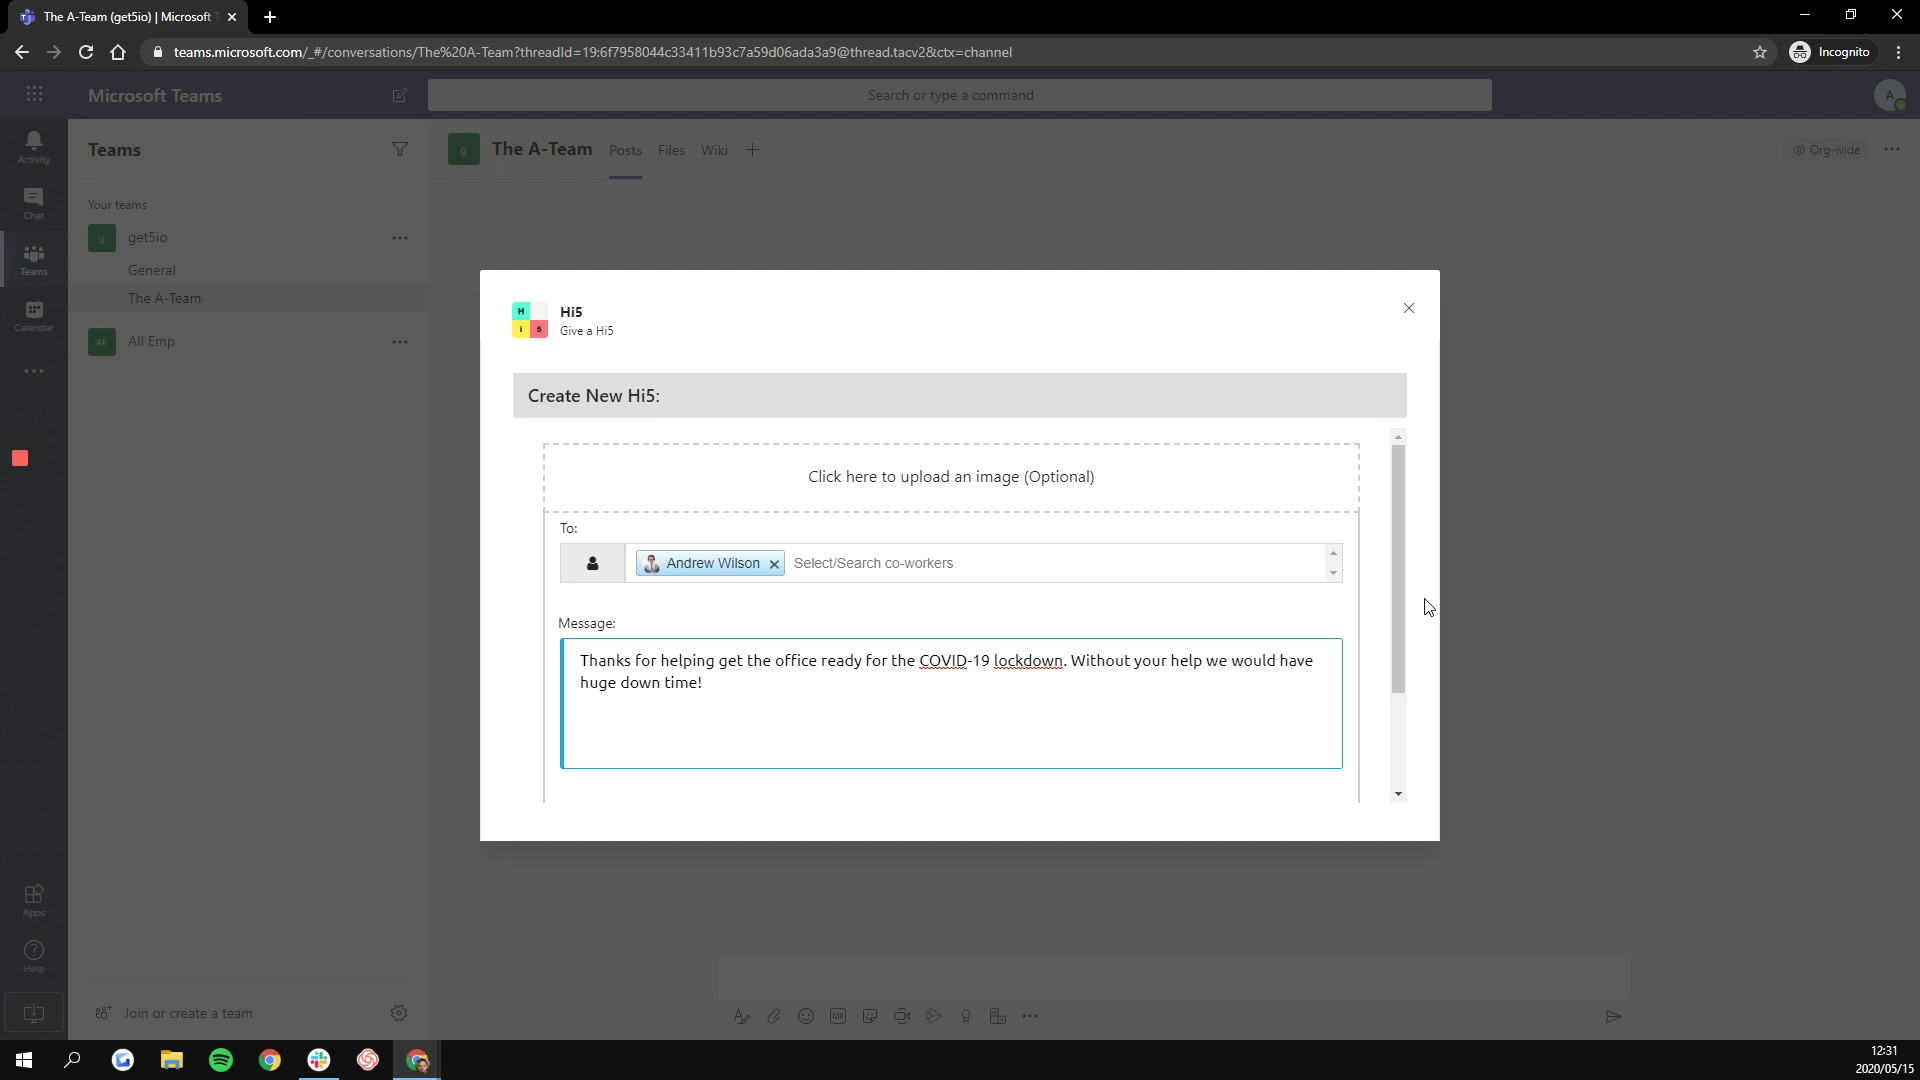 The A-Team (get5io) | Microsoft T
teams.microsoft.com/_#/conversations/The%20A-Team?threadId=19:6f7958044c33411b93c7a59d06ada3a9@thread.tacv2&ctx=channel
Incognito
Microsoft Teams
Search or type a command
A
Activity
Chat
Teams
Calendar
Apps
Help
Teams
Your teams
g
get5io
General
The A-Team
AE
All Emp
Join or create a team
g
The A-Team
Posts
Files
Wiki
Org-wide
H
i 5
Hi5
Give a Hi5
Create New Hi5:
Click here to upload an image (Optional)
To:
Andrew Wilson
Select/Search co-workers
Message:
Thanks for helping get the office ready for the COVID-19 lockdown. Without your help we would have
huge down time!
GIF
12:31
2020/05/15